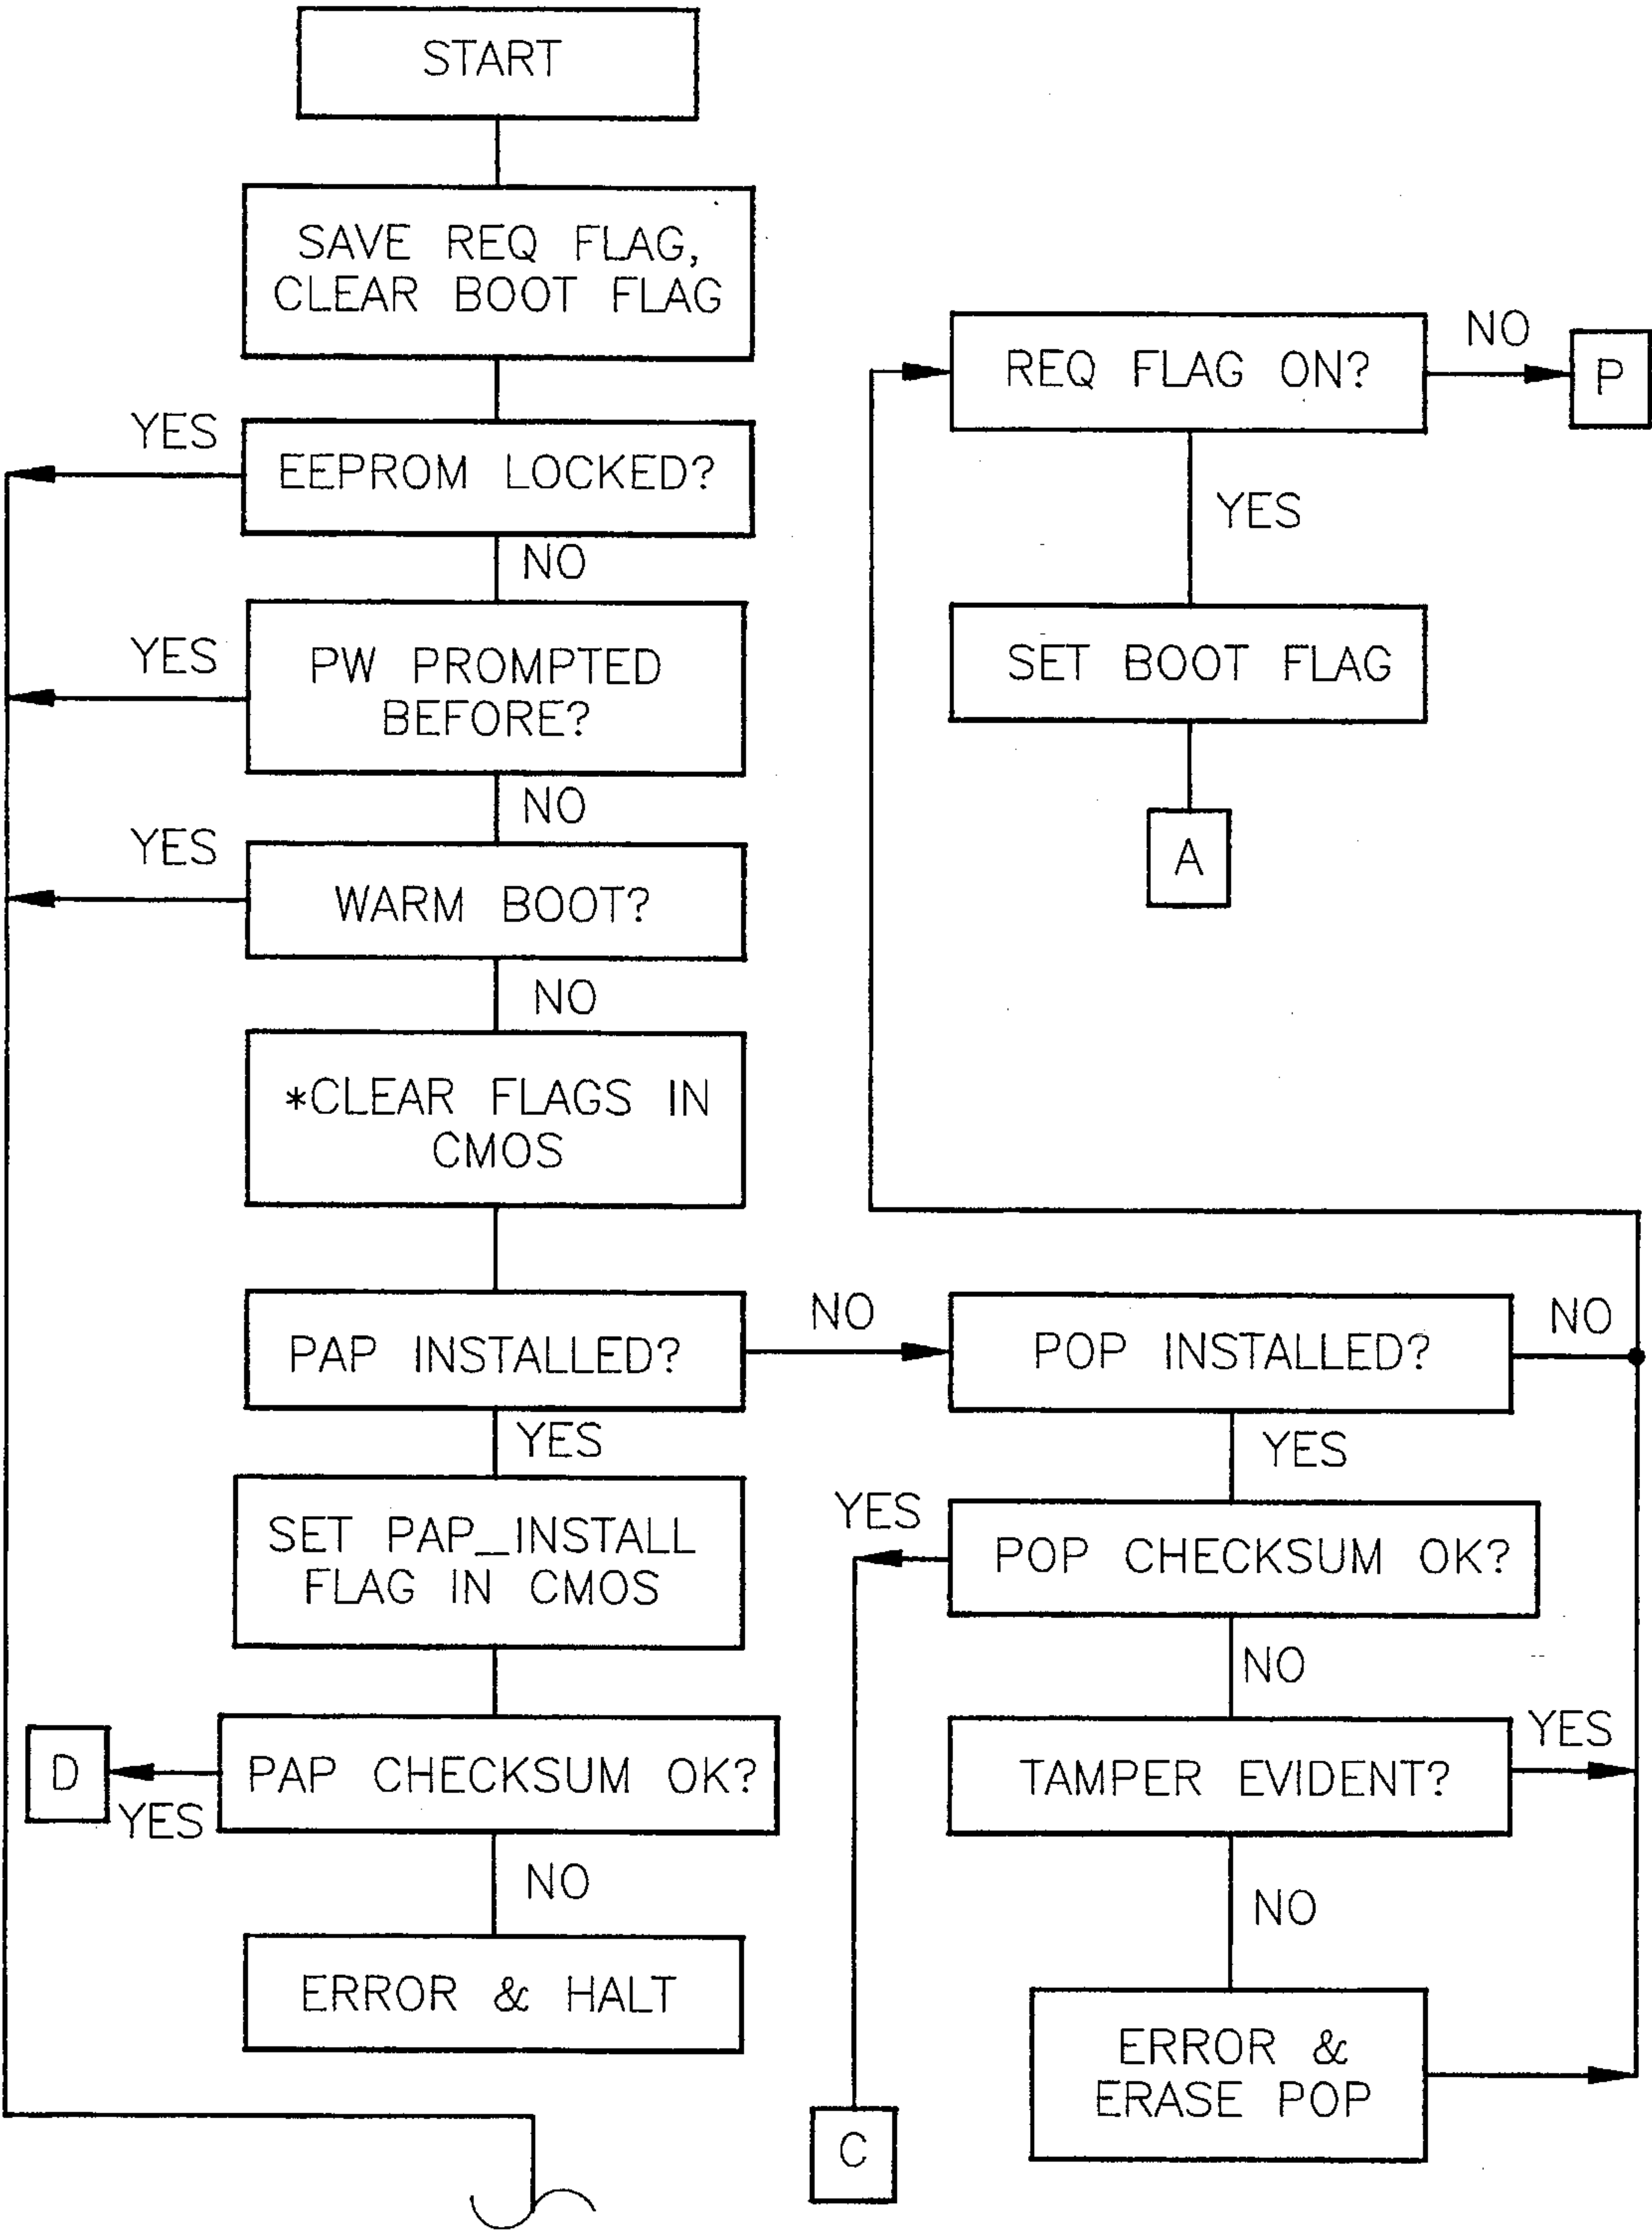 START
SAVE REQ FLAG,
CLEAR BOOT FLAG
YES
EEPROM LOCKED?
NO
YES
PW PROMPTED
BEFORE?
NO
YES
WARM BOOT?
NO
*CLEAR FLAGS IN
CMOS
PAP INSTALLED?
NO
YES
SET PAP_INSTALL
FLAG IN CMOS
D
YES
PAP CHECKSUM OK?
NO
ERROR & HALT
REQ FLAG ON?
NO
P
YES
SET BOOT FLAG
A
POP INSTALLED?
NO
YES
YES
POP CHECKSUM OK?
NO
TAMPER EVIDENT?
YES
NO
ERROR &
ERASE POP
C